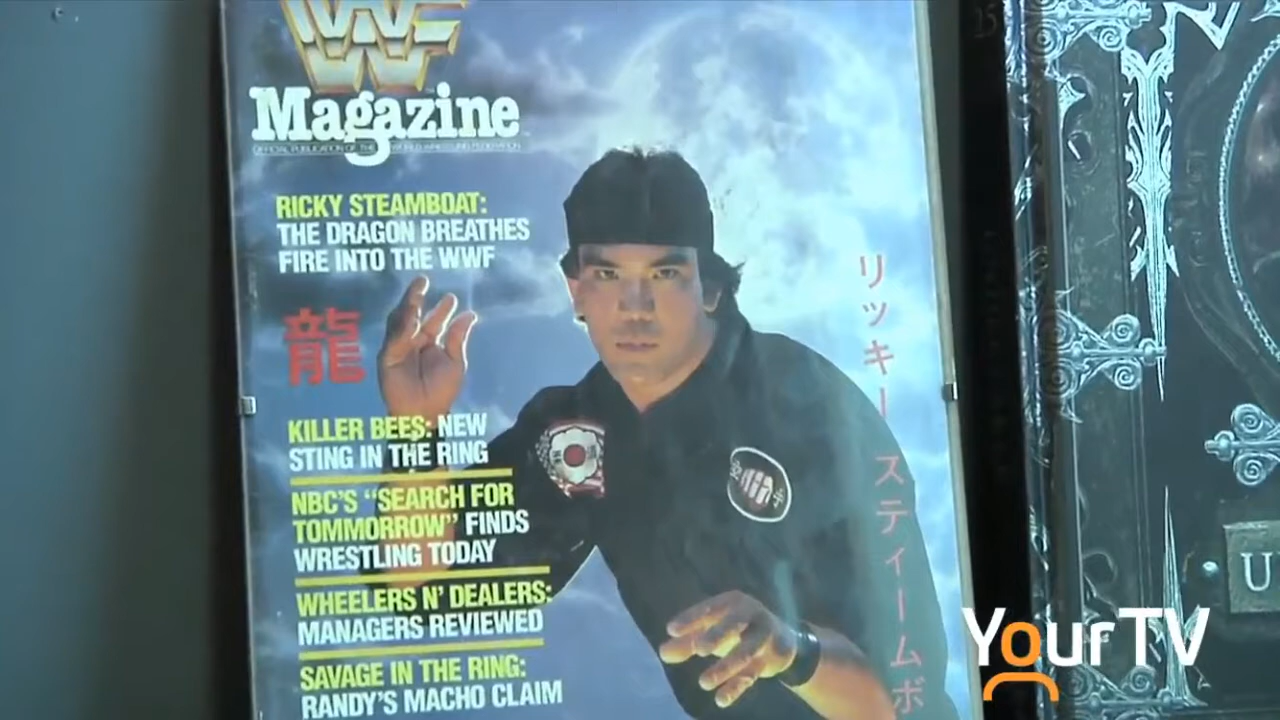 WWF
Magazine
OFFICIAL PUBLICATION OF THE WORLD WRESTLING FEDERATION
RICKY STEAMBOAT:
THE DRAGON BREATHES
FIRE INTO THE WWF
龍
KILLER BEES: NEW
STING IN THE RING
NBC'S “SEARCH FOR
TOMMORROW” FINDS
WRESTLING TODAY
WHEELERS N' DEALERS:
MANAGERS REVIEWED
SAVAGE IN THE RING:
RANDY'S MACHO CLAIM
リッキー スティームボ
U
YourTV